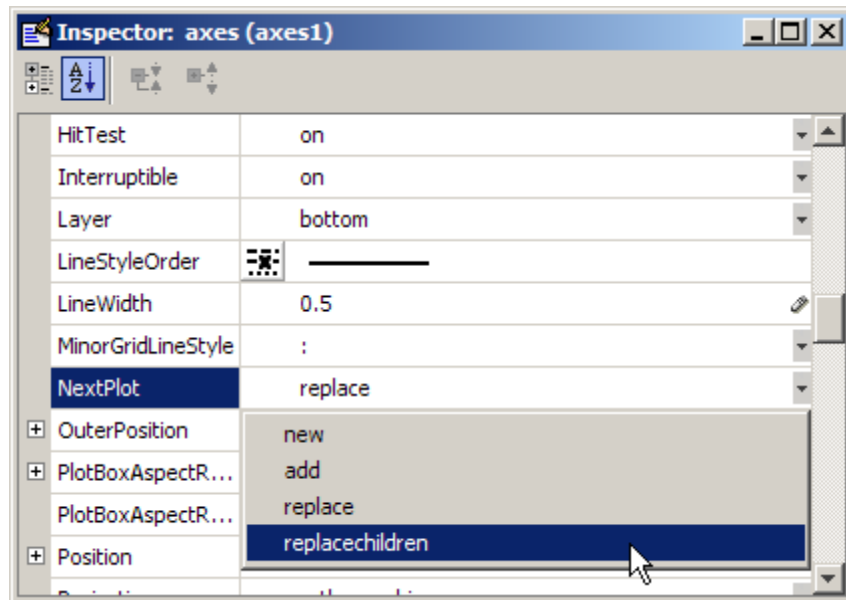 Inspector: axes (axes1)
HitTest on
Interruptible on
Layer bottom
LineStyleOrder
LineWidth 0.5
MinorGridLineStyle :
NextPlot replace
OuterPosition
new
add
PlotBoxAspectR...
replace
PlotBoxAspectR...
replacechildren
Position